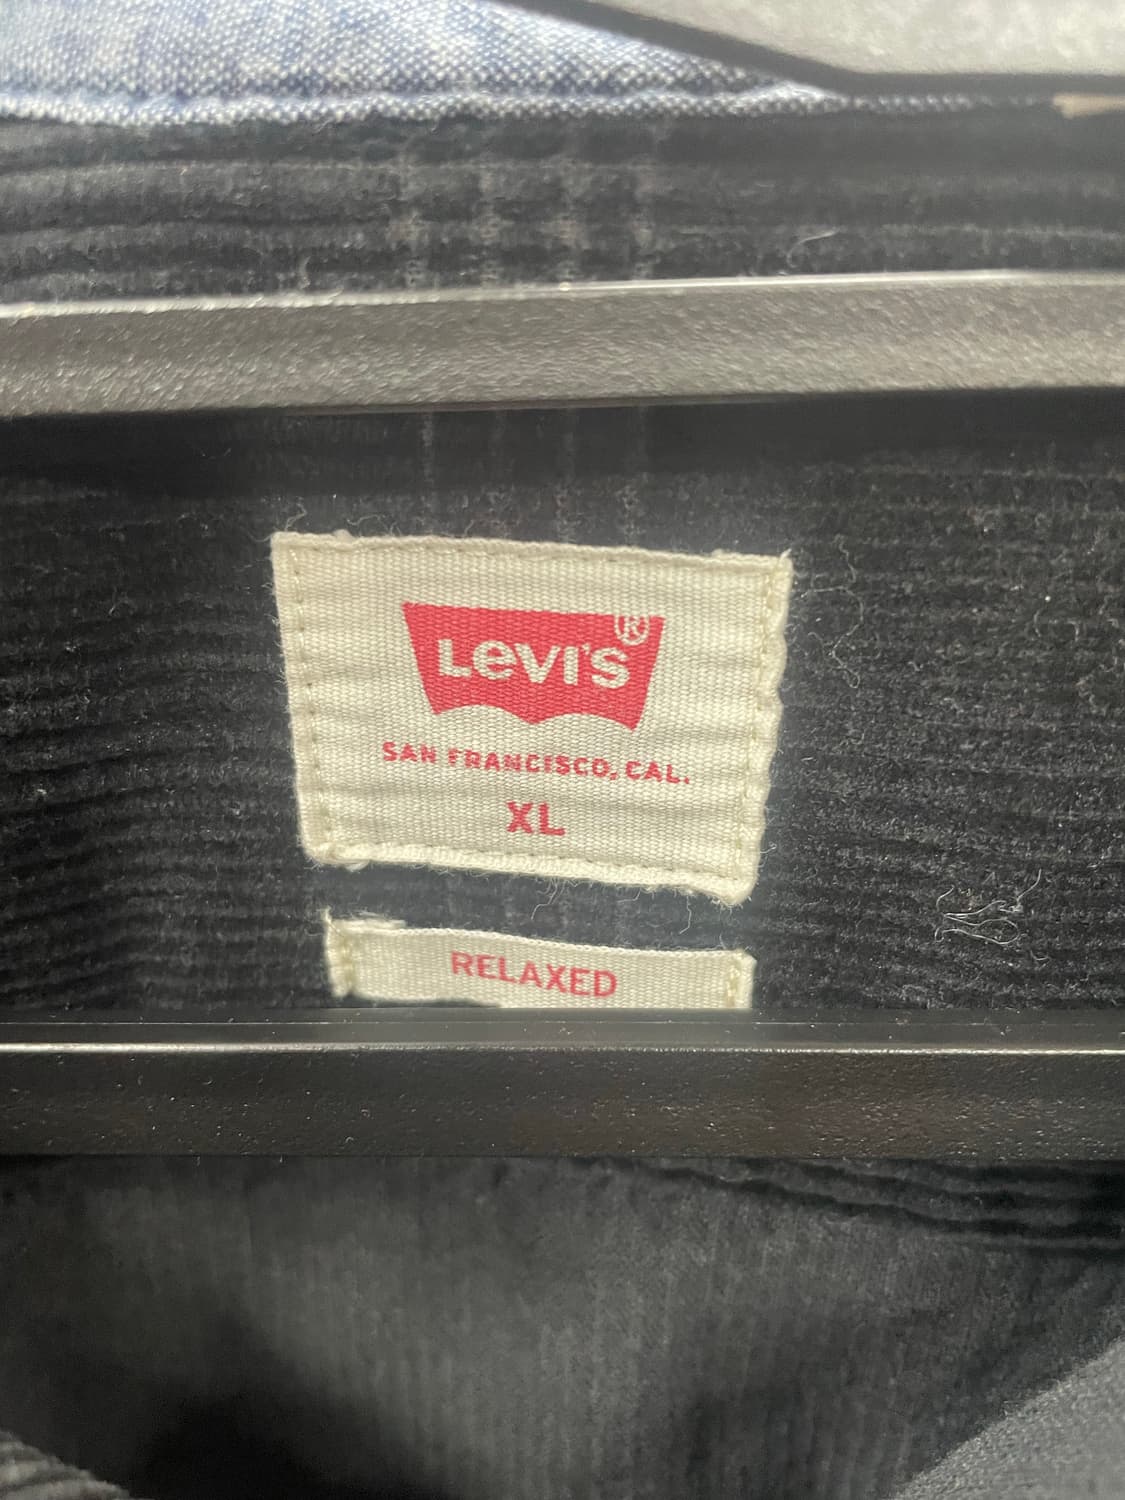 Levi's®
SAN FRANCISCO, CAL.
XL
RELAXED